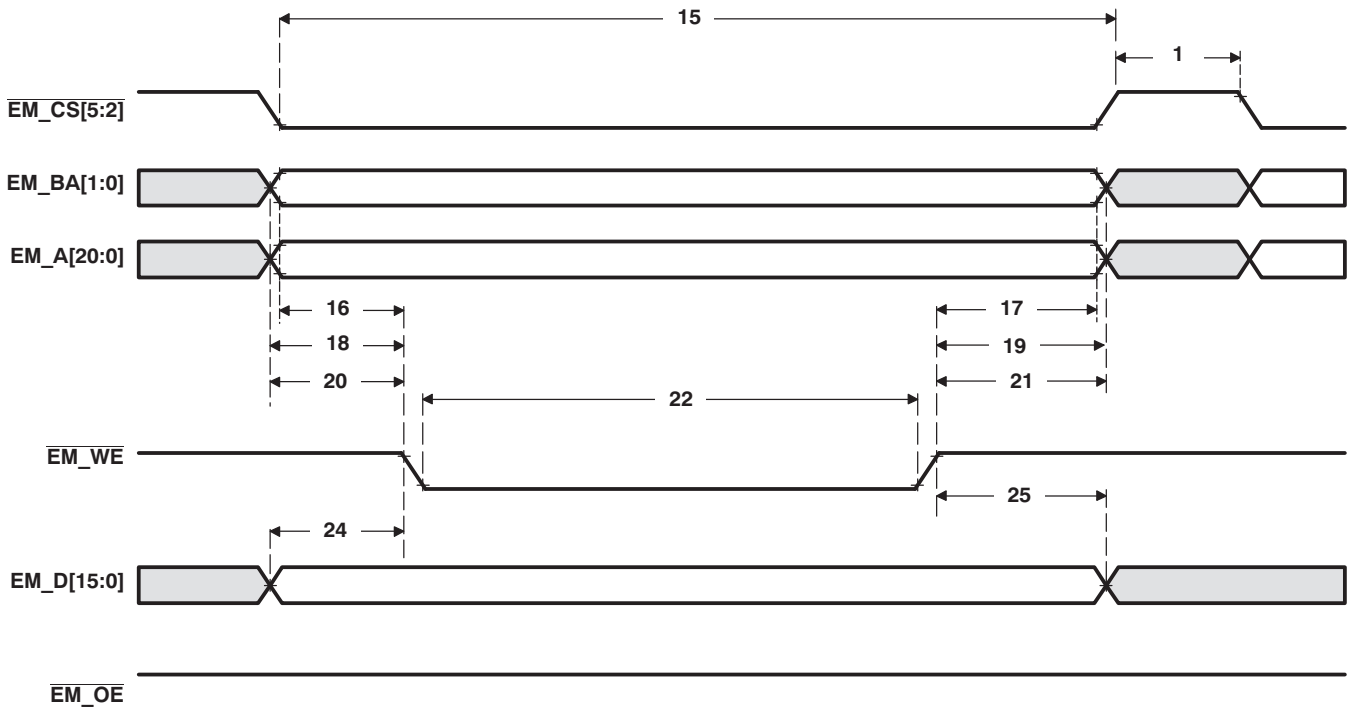 15
1
EM_CS[5:2]
EM_BA[1:0]
EM_A[20:0]
16 17
18 19
20 21
22
EM_WE
25
24
EM_D[15:0]
EM_OE